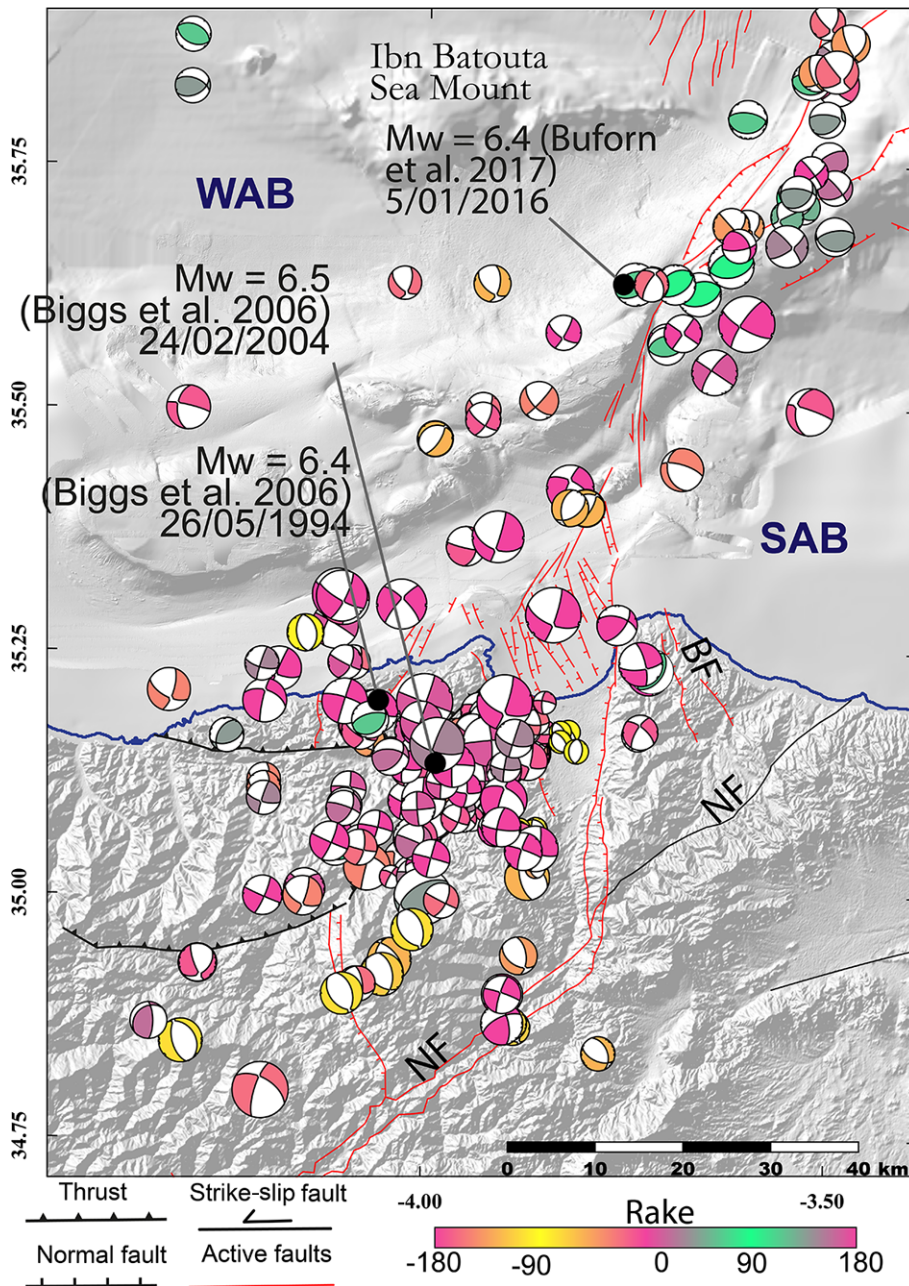 Ibn Batouta
Sea Mount
Mw = 6.4 (Buforn
et al. 2017)
5/01/2016
35.75
WAB
Mw = 6.5
(Biggs et al. 2006)
24/02/2004
35.50
Mw = 6.4
(Biggs et al. 2006)
26/05/1994
SAB
35.25
BF
NF
35.00
NF
34.75
0 10 20 30 40 km
Thrust
Strike-slip fault
-4.00
-3.50
Rake
Normal fault
Active faults
-180 -90 0 90 180